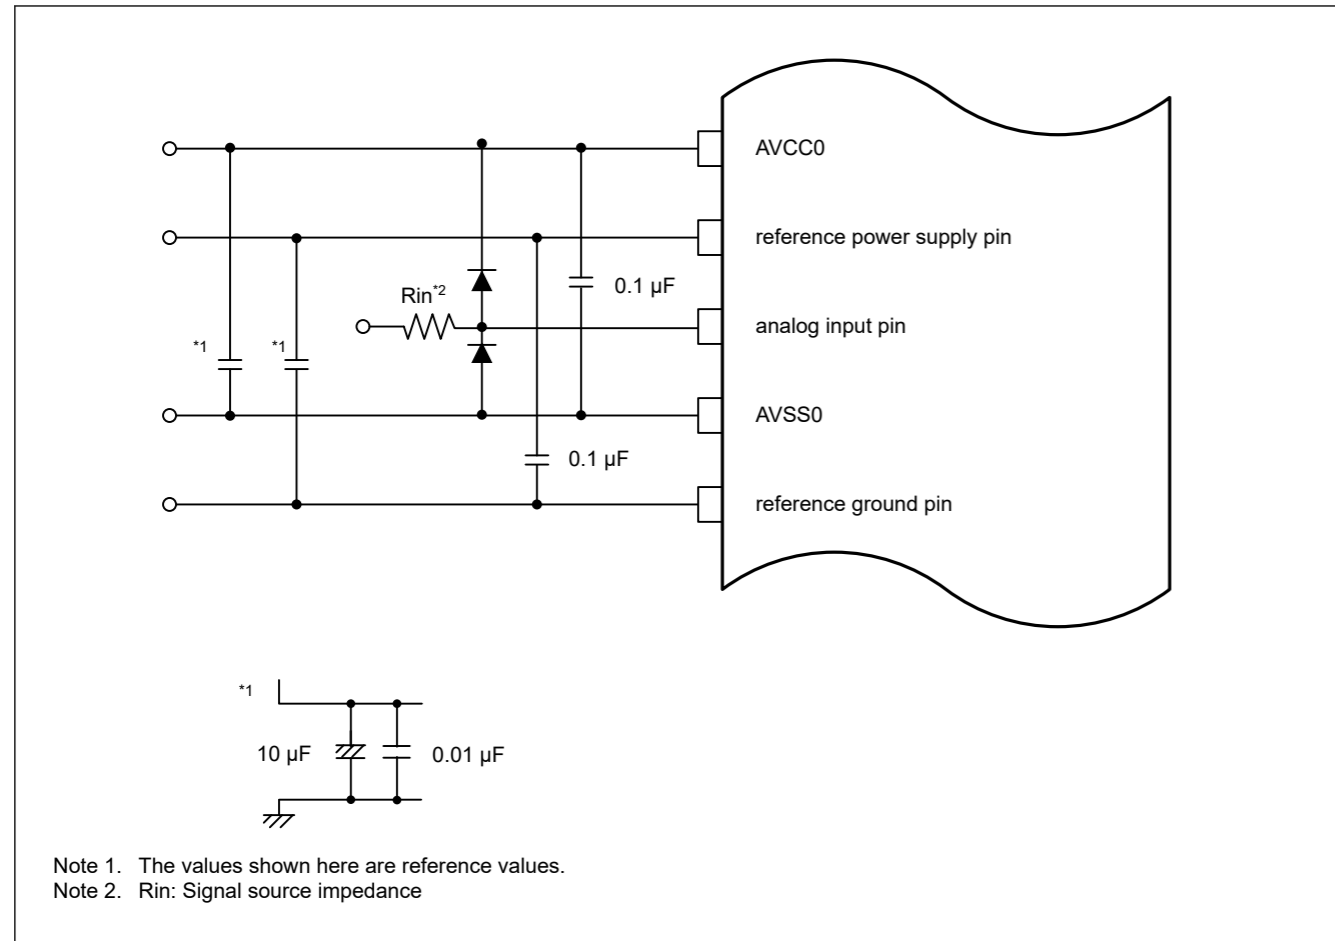 AVCC0
reference power supply pin
Rin*2
0.1 µF
analog input pin
*1
*1
AVSS0
0.1 µF
reference ground pin
*1
10 µF
0.01 µF
Note 1. The values shown here are reference values.
Note 2. Rin: Signal source impedance